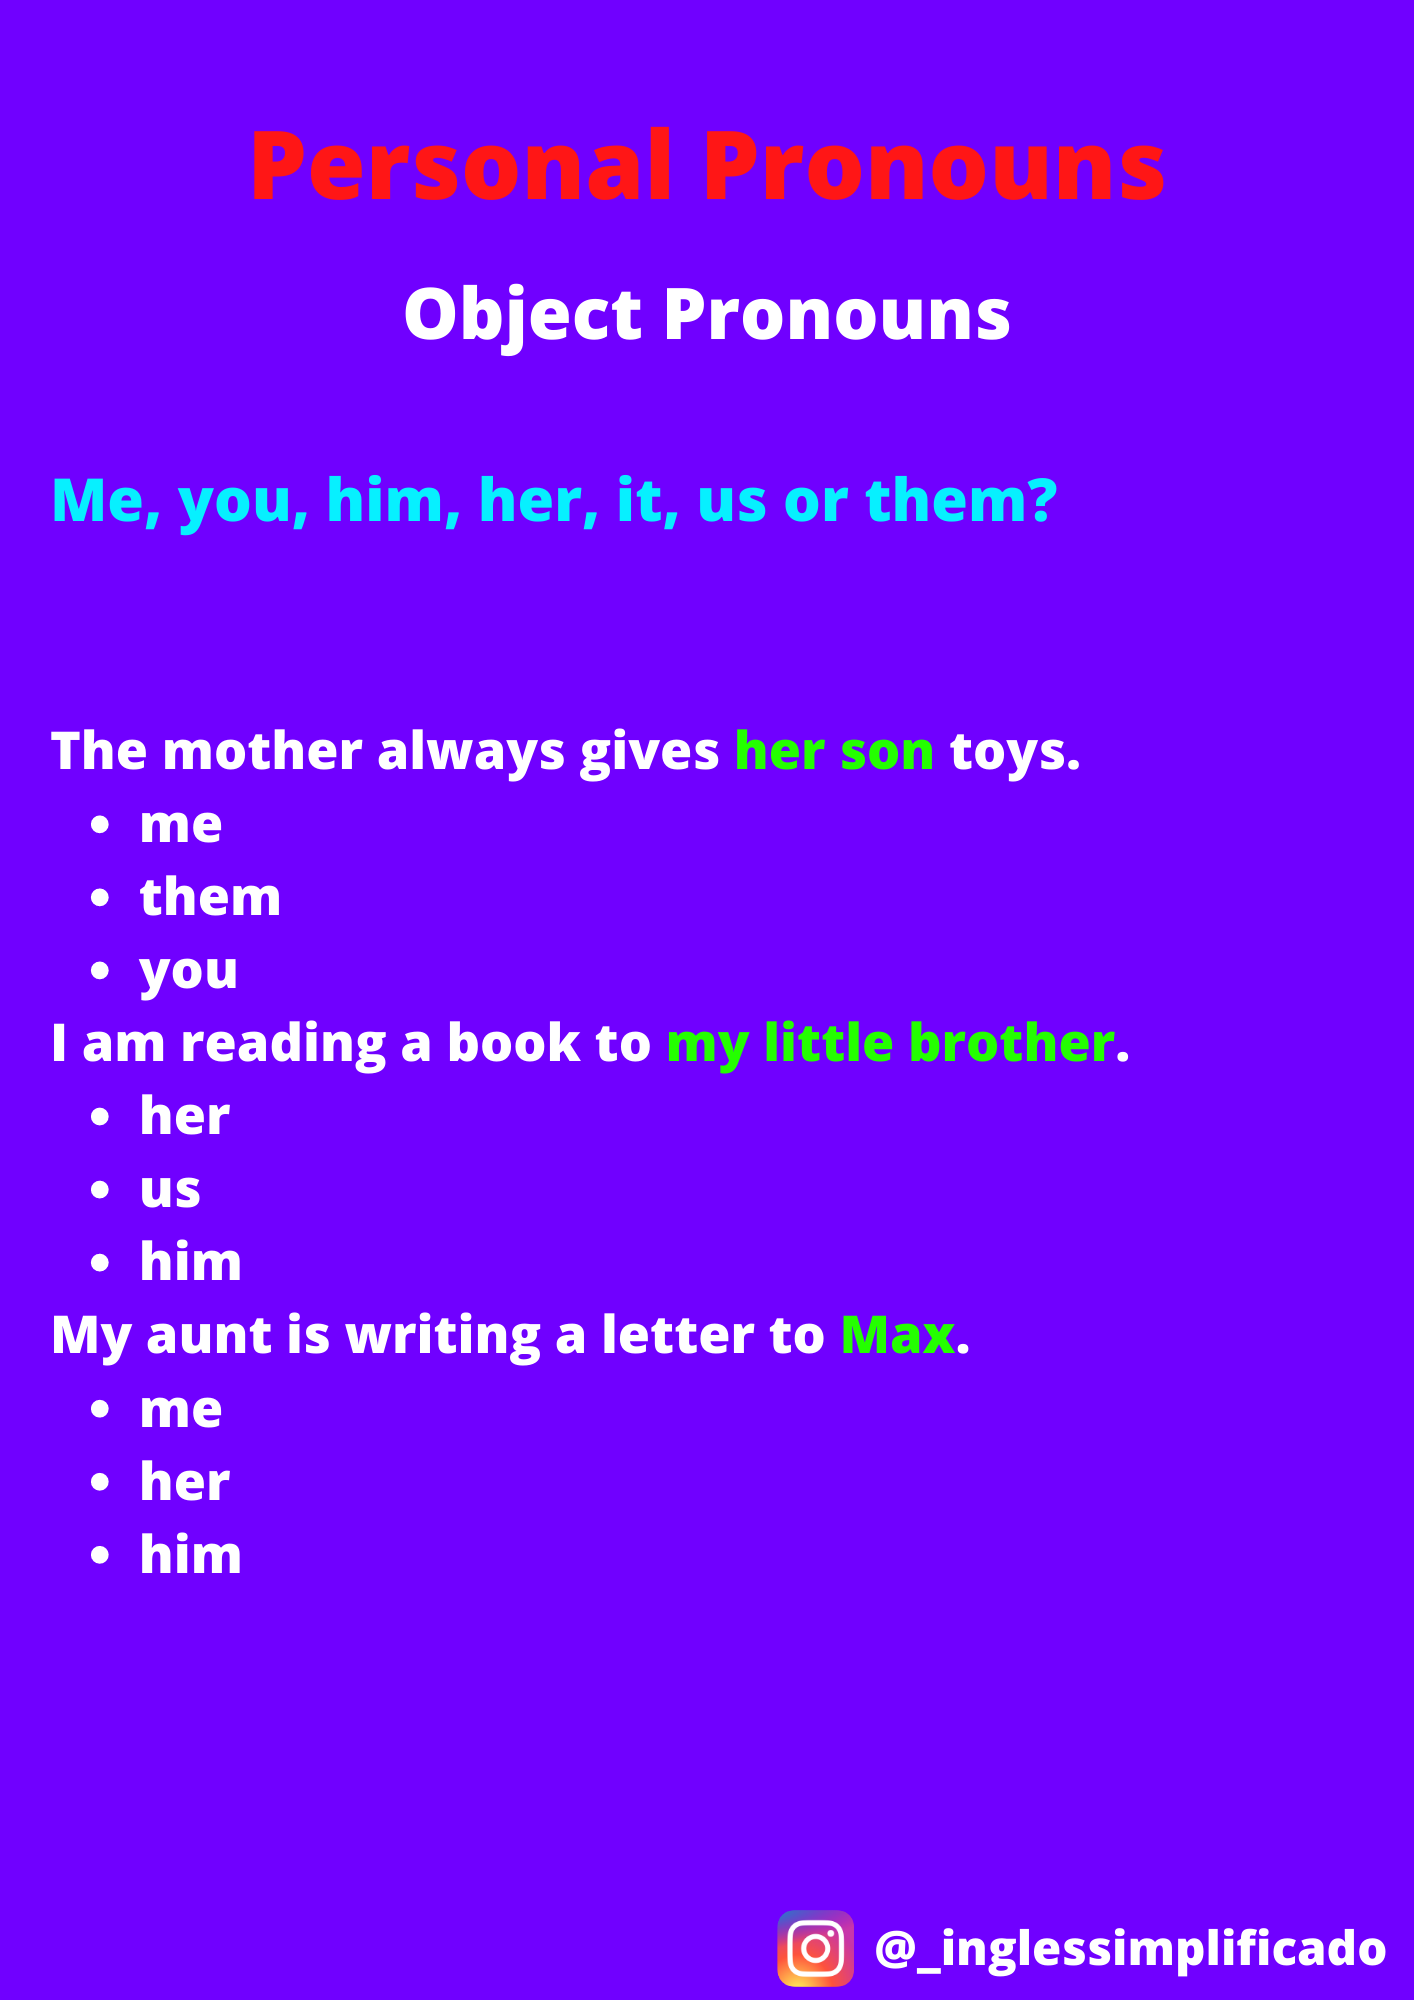 Personal Pronouns
Object Pronouns
Me, you, him, her, it, us or them?
The mother always gives her son toys.
• me
• them
• you
I am reading a book to my little brother.
• her
• us
• him
My aunt is writing a letter to Max.
• me
• her
• him
@_inglessimplificado